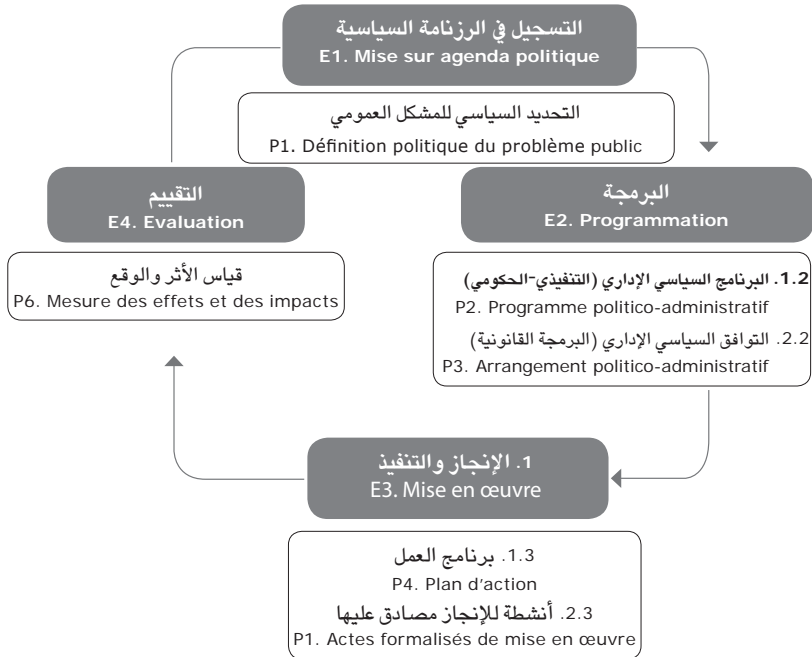 التسجيل في الرزنامة السياسية
E1. Mise sur agenda politique
التحديد السياسي للمشكل العمومي
P1. Définition politique du problème public
البرمجة
E2. Programmation
1.2. البرنامج السياسي الإداري (التنفيذي-الحكومي)
P2. Programme politico-administratif
2.2. التوافق السياسي الإداري (البرمجة القانونية)
P3. Arrangement politico-administratif
1. الإنجاز والتنفيذ
E3. Mise en œuvre
1.3. برنامج العمل
P4. Plan d'action
2.3. أنشطة للإنجاز مصادق عليها
P1. Actes formalisés de mise en œuvre
التقييم
E4. Evaluation
قياس الأثر والوقع
P6. Mesure des effets et des impacts